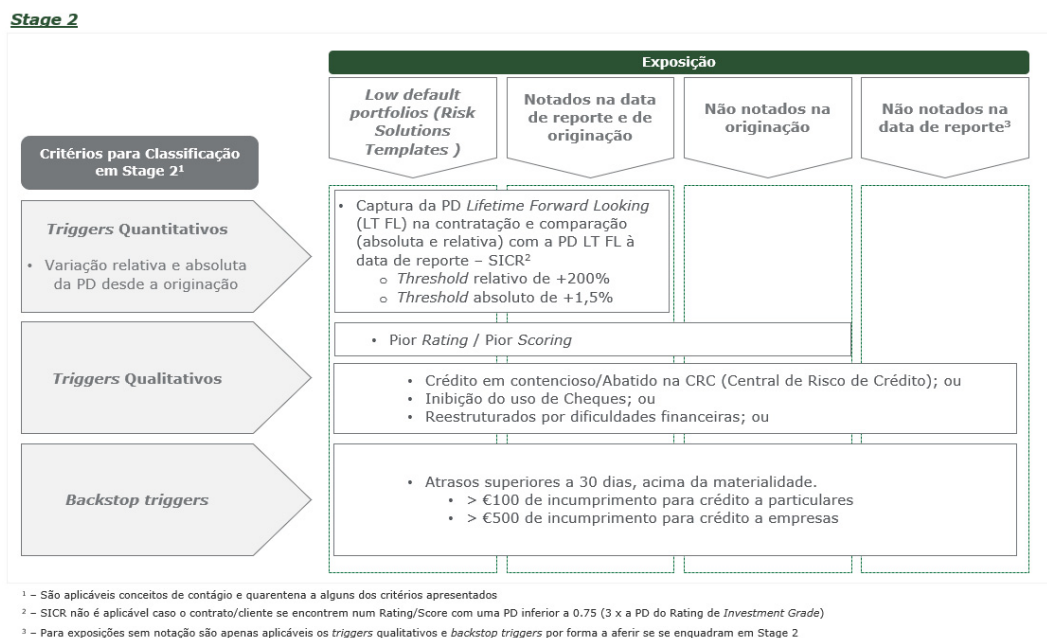 Stage 2
Exposição
Low default
portfolios (Risk
Solutions
Templates )
Notados na data
de reporte e de
originação
Não notados na
originação
Não notados na
data de reporte³
Critérios para Classificação
em Stage 2¹
Triggers Quantitativos
• Variação relativa e absoluta
da PD desde a originação
• Captura da PD Lifetime Forward Looking
(LT FL) na contratação e comparação
(absoluta e relativa) com a PD LT FL à
data de reporte – SICR²
o Threshold relativo de +200%
o Threshold absoluto de +1,5%
Triggers Qualitativos
• Pior Rating / Pior Scoring
• Crédito em contencioso/Abatido na CRC (Central de Risco de Crédito); ou
• Inibição do uso de Cheques; ou
• Reestruturados por dificuldades financeiras; ou
Backstop triggers
• Atrasos superiores a 30 dias, acima da materialidade.
• > €100 de incumprimento para crédito a particulares
• > €500 de incumprimento para crédito a empresas
¹ – São aplicáveis conceitos de contágio e quarentena a alguns dos critérios apresentados
² – SICR não é aplicável caso o contrato/cliente se encontrem num Rating/Score com uma PD inferior a 0.75 (3 x a PD do Rating de Investment Grade)
³ – Para exposições sem notação são apenas aplicáveis os triggers qualitativos e backstop triggers por forma a aferir se se enquadram em Stage 2